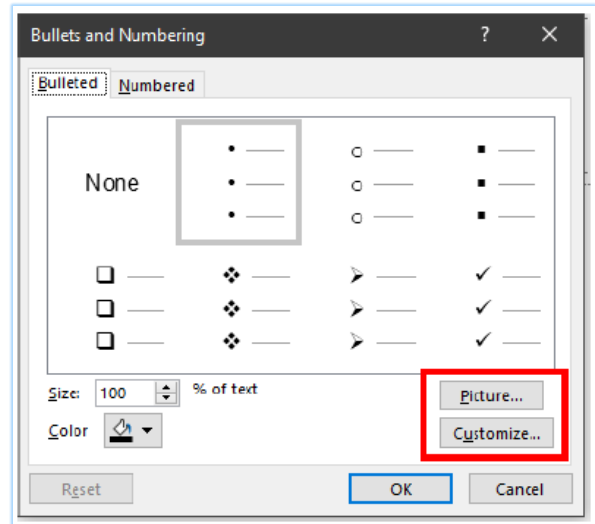 Bullets and Numbering
Bulleted Numbered
None
Size: 100 % of text
Picture...
Color
Customize...
Reset OK Cancel